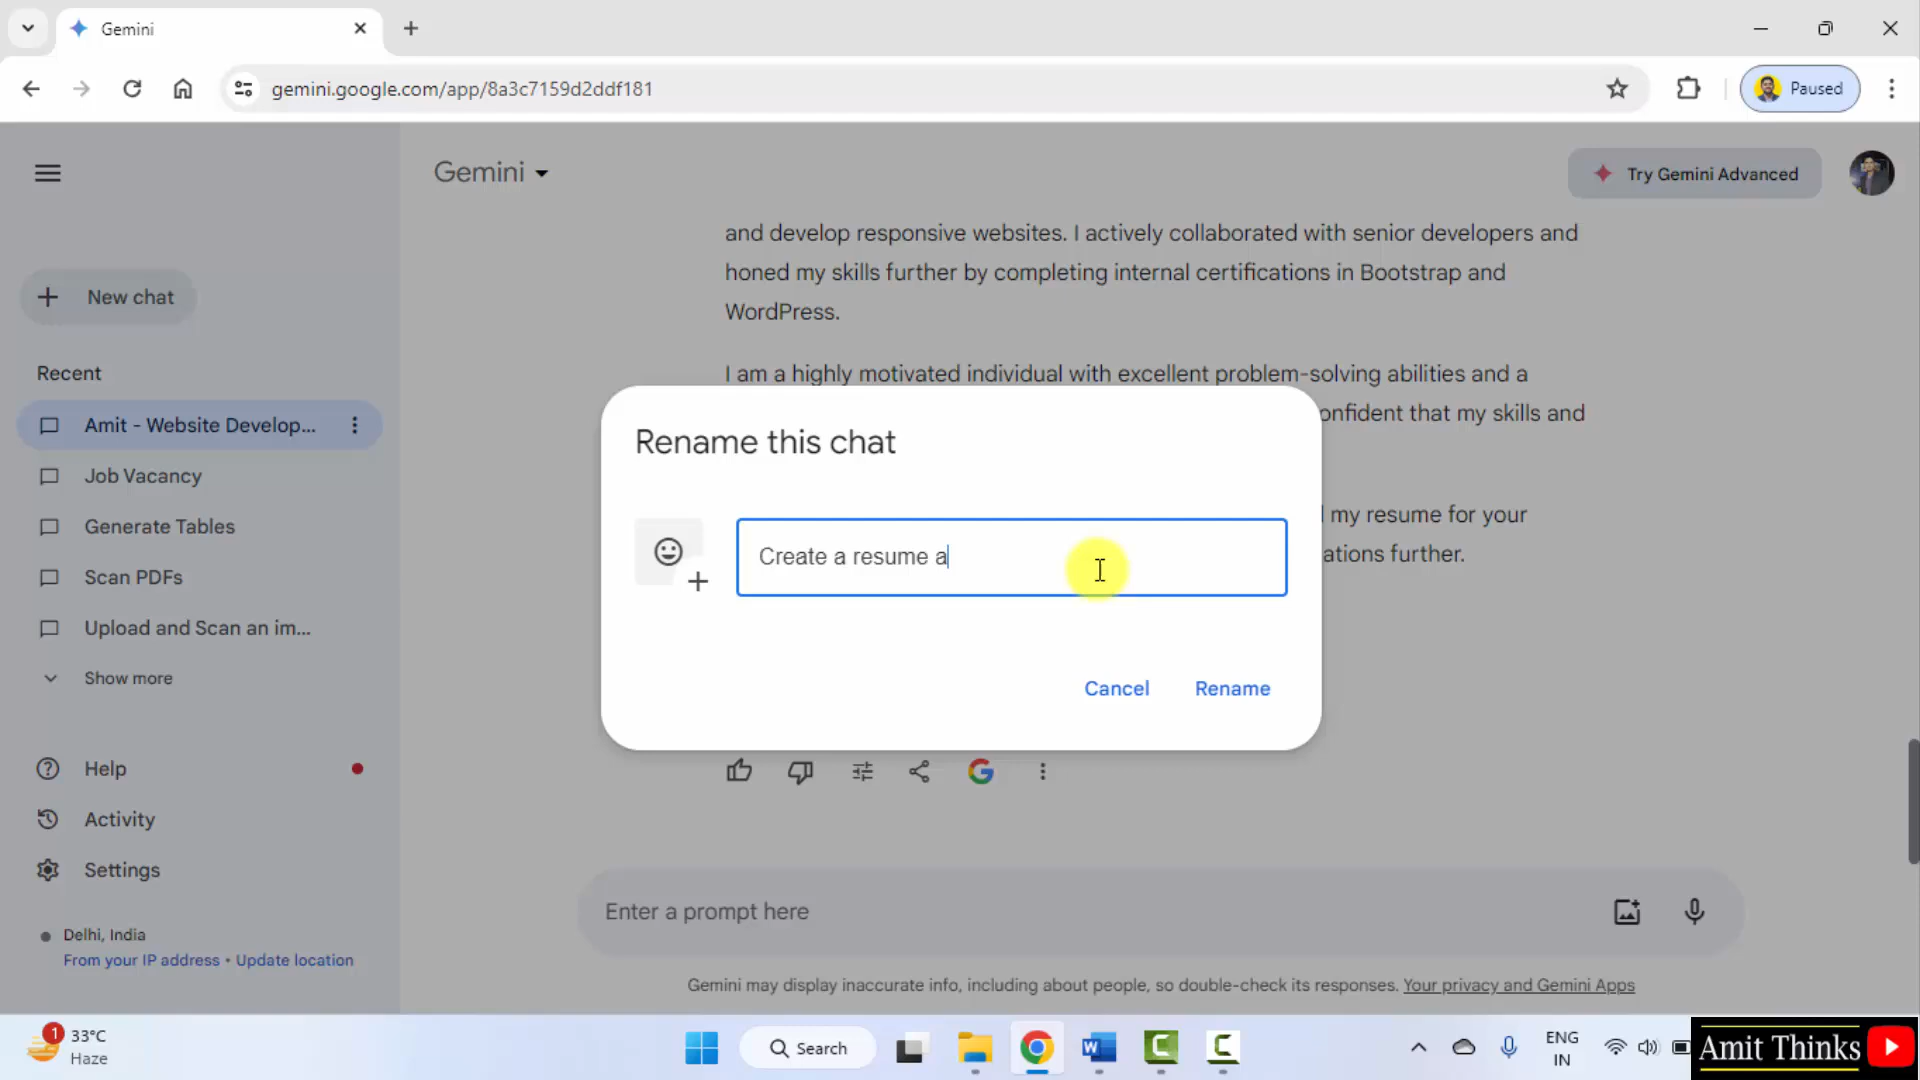 Gemini
gemini.google.com/app/8a3c7159d2ddf181
Paused
Gemini
Try Gemini Advanced
New chat
Recent
Amit - Website Develop...
Job Vacancy
Generate Tables
Scan PDFs
Upload and Scan an im...
Show more
Help
Activity
Settings
Delhi, India
From your IP address • Update location
and develop responsive websites. I actively collaborated with senior developers and
honed my skills further by completing internal certifications in Bootstrap and
WordPress.
I am a highly motivated individual with excellent problem-solving abilities and a
onfident that my skills and
my resume for your
ations further.
Rename this chat
Create a resume a
Cancel
Rename
Enter a prompt here
Gemini may display inaccurate info, including about people, so double-check its responses. Your privacy and Gemini Apps
1
33°C
Haze
Search
ENG
IN
Amit Thinks